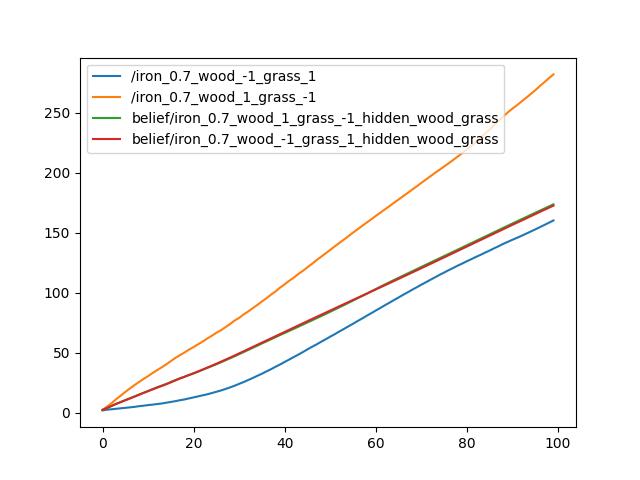 /iron_0.7_wood_-1_grass_1
/iron_0.7_wood_1_grass_-1
belief/iron_0.7_wood_1_grass_-1_hidden_wood_grass
belief/iron_0.7_wood_-1_grass_1_hidden_wood_grass
250
200
150
100
50
0
0 20 40 60 80 100